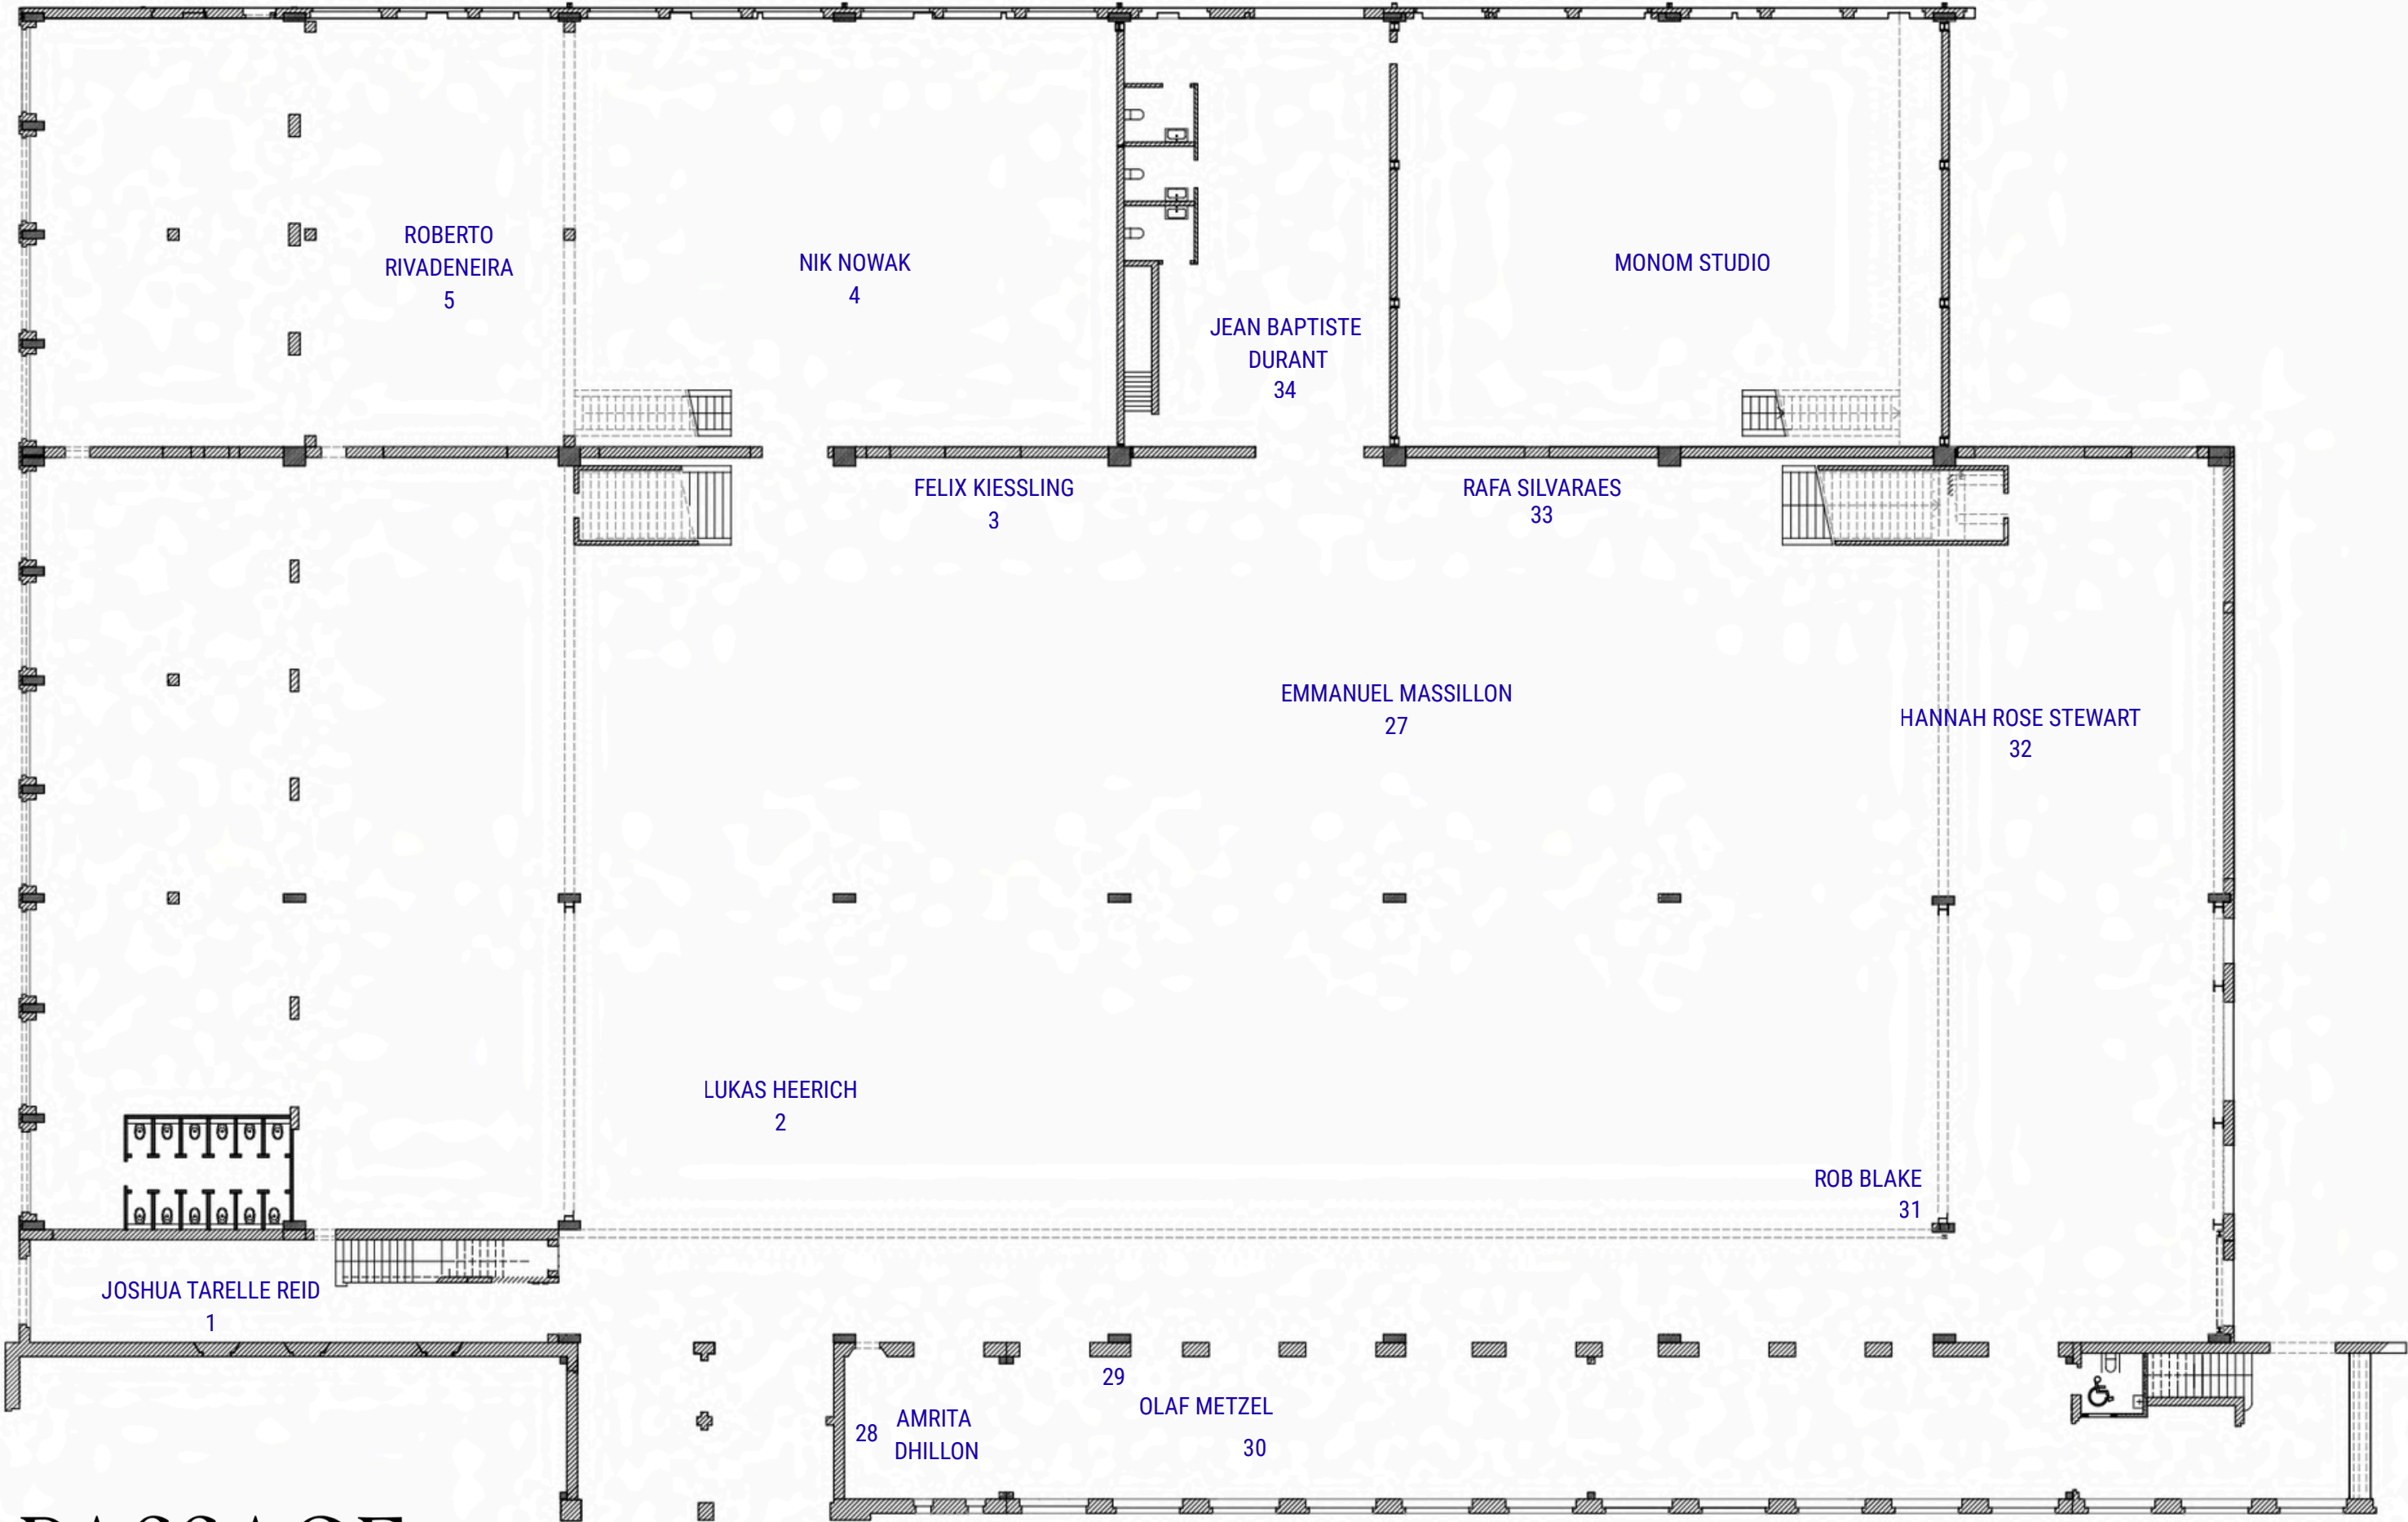 ROBERTO
RIVADENEIRA
5
NIK NOWAK
4
MONOM STUDIO
JEAN BAPTISTE
DURANT
34
FELIX KIESSLING
3
RAFA SILVARAES
33
EMMANUEL MASSILLON
27
HANNAH ROSE STEWART
32
LUKAS HEERICH
2
ROB BLAKE
31
JOSHUA TARELLE REID
1
29
OLAF METZEL
30
28
AMRITA
DHILLON